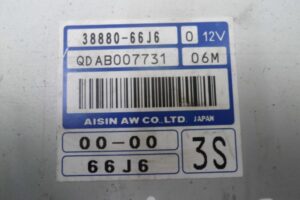 38880-66J6 0 12V
QDAB007731 06M
AISIN AW CO.,LTD. JAPAN
00-00
66J6 3S